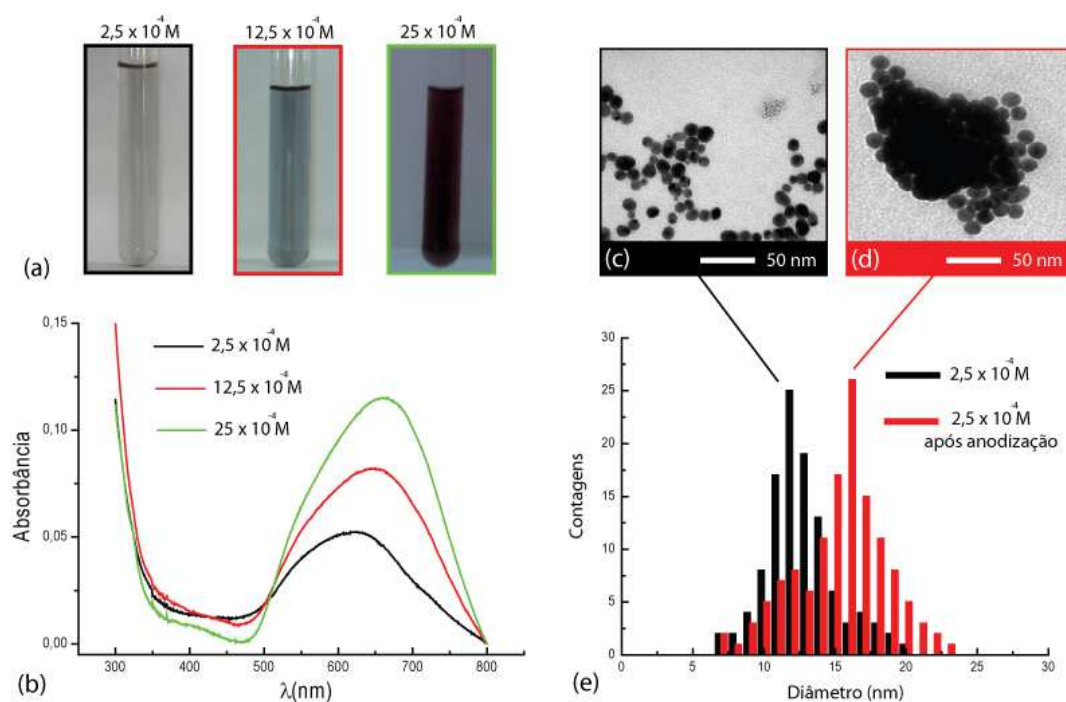 2,5 x 10⁻⁴ M
12,5 x 10⁻⁴ M
25 x 10⁻⁴ M
(a)
(c)
50 nm
(d)
50 nm
0,15
0,10
0,05
0,00
Absorbância
2,5 x 10⁻⁴ M
12,5 x 10⁻⁴ M
25 x 10⁻⁴ M
300 400 500 600 700 800
λ(nm)
(b)
30
25
20
15
10
5
0
Contagens
2,5 x 10⁻⁴ M
2,5 x 10⁻⁴ M
após anodização
0 5 10 15 20 25 30
Diâmetro (nm)
(e)